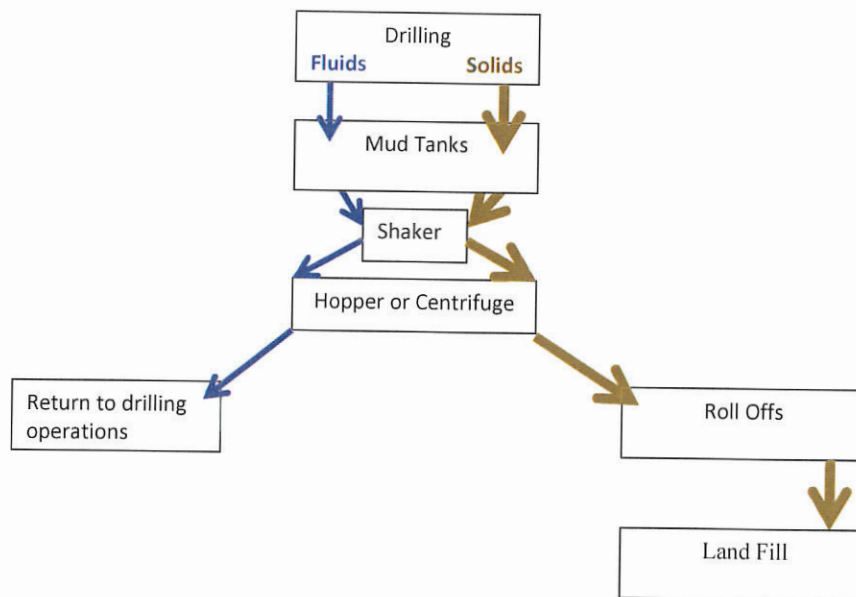 Drilling
Fluids Solids
Mud Tanks
Shaker
Hopper or Centrifuge
Return to drilling
operations
Roll Offs
Land Fill